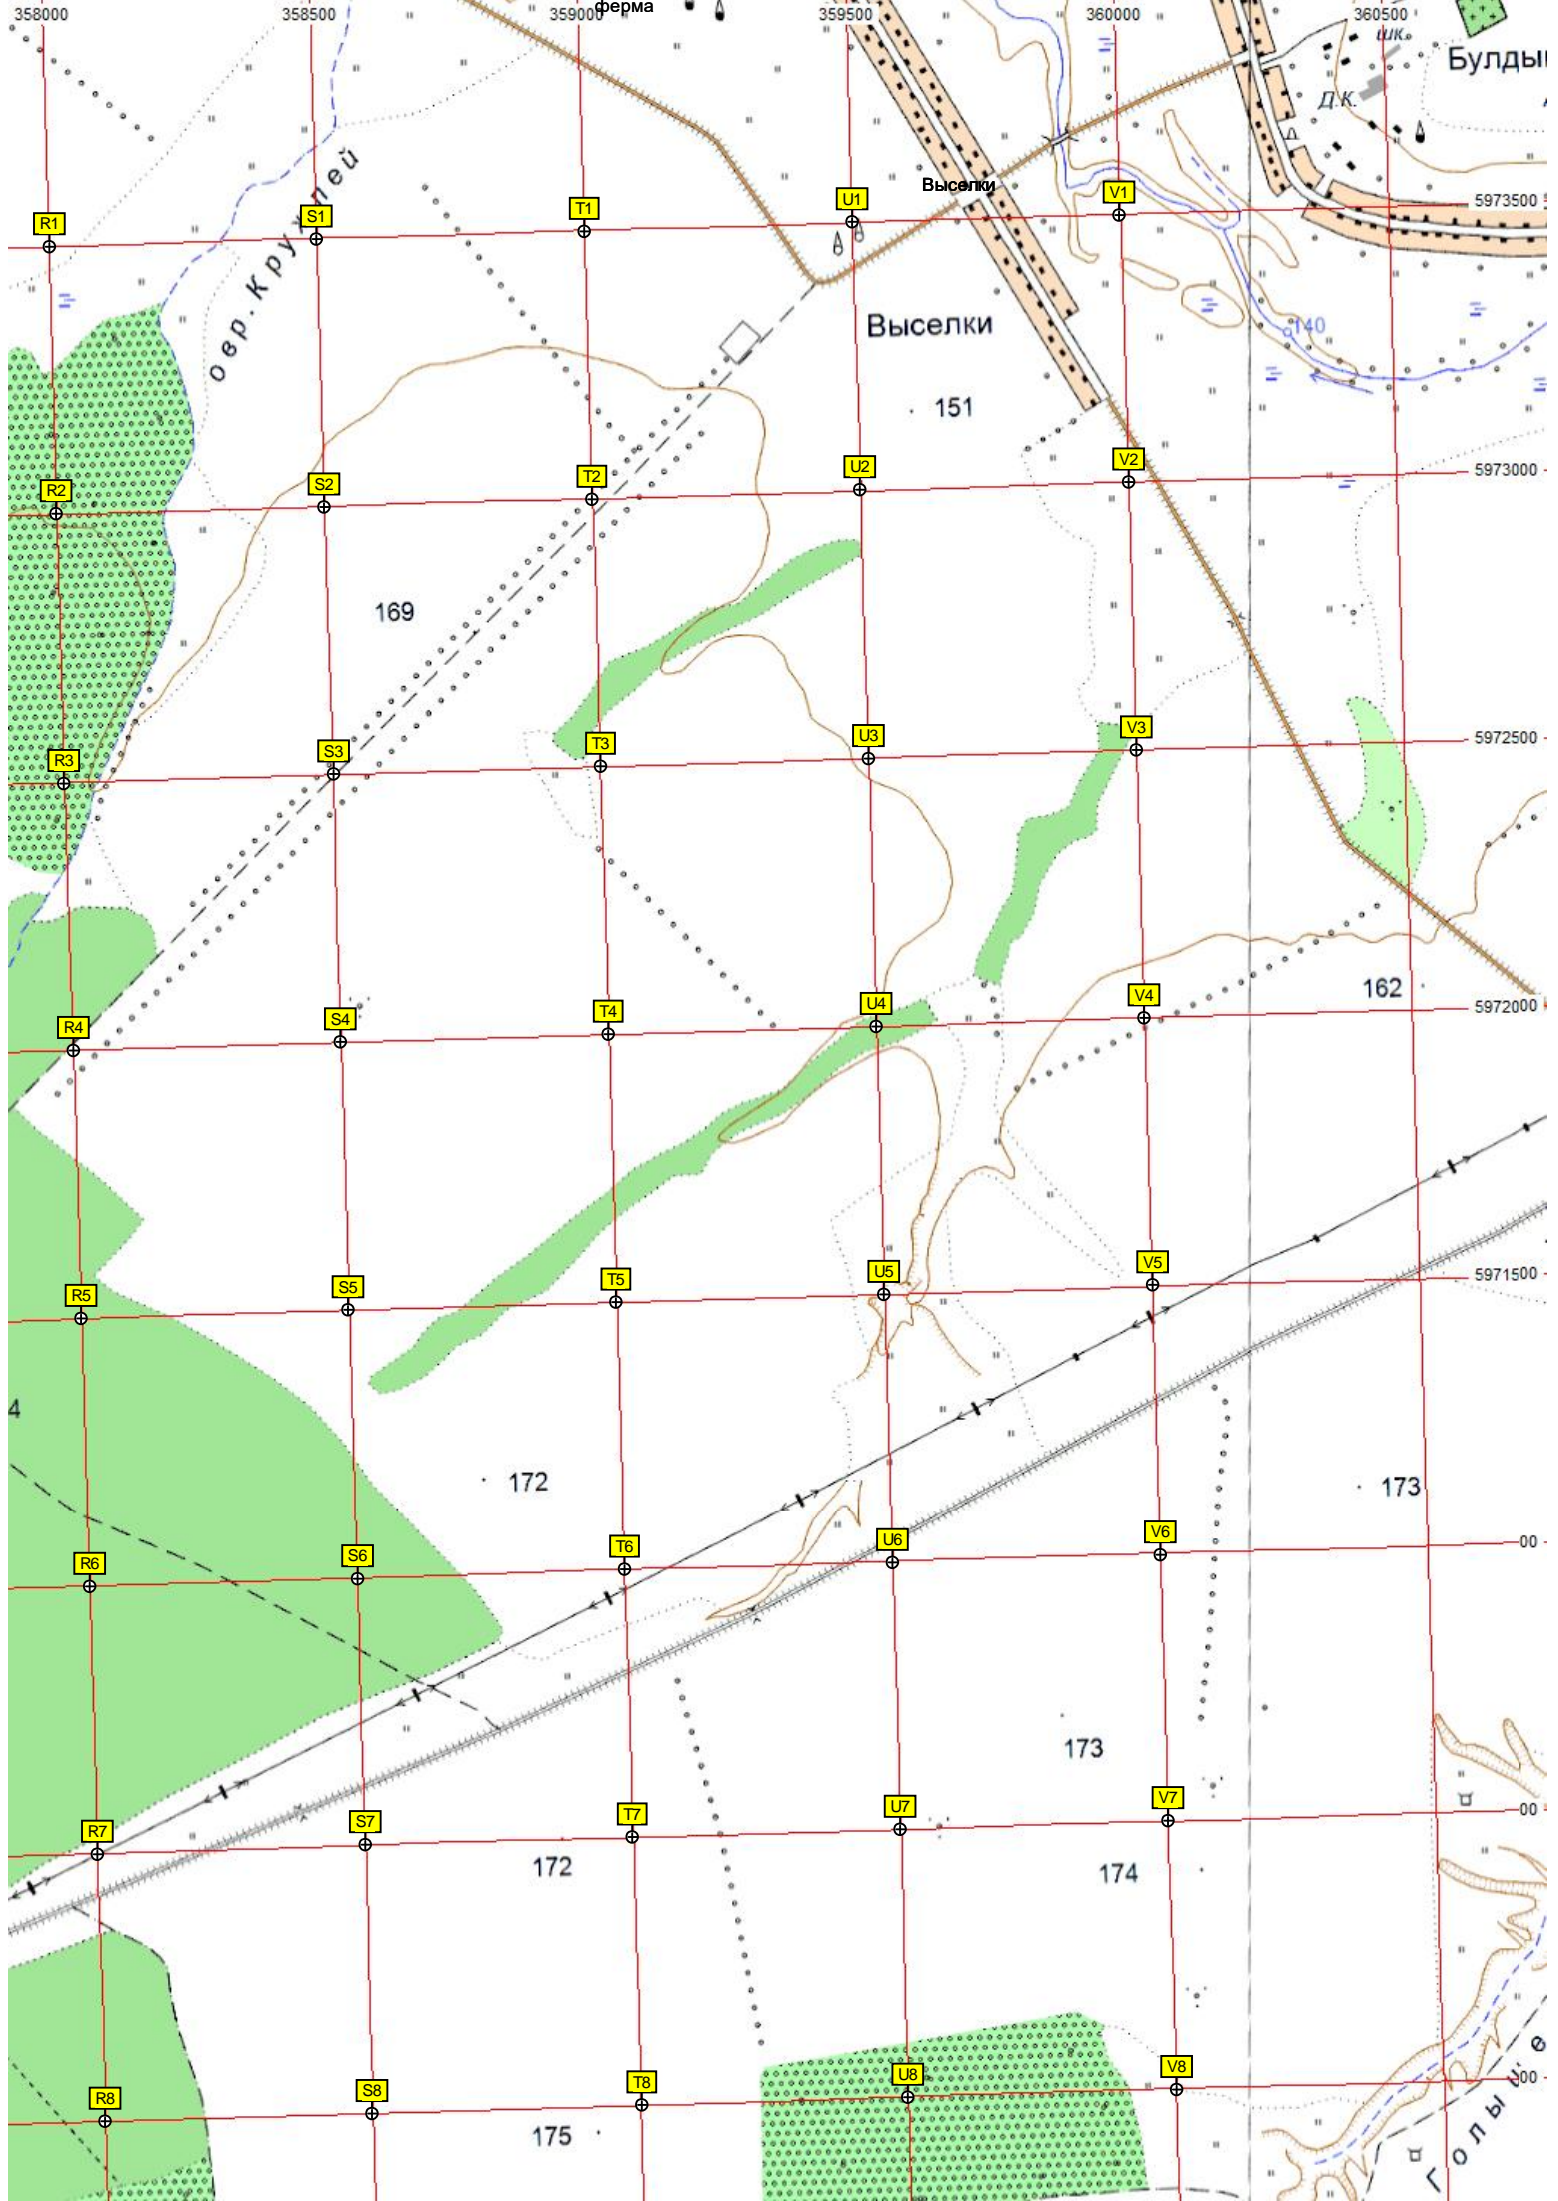 358000 358500 359000 359500 360000 360500
ферма
шк.
Булды
Д.К.
Выселки
R1 S1 T1 U1 V1 5973500
овр. Круглей
140
Выселки
151
R2 S2 T2 U2 V2 5973000
169
R3 S3 T3 U3 V3 5972500
162
R4 S4 T4 U4 V4 5972000
R5 S5 T5 U5 V5 5971500
4
172
173
R6 S6 T6 U6 V6 00
173
R7 S7 T7 U7 V7 00
172
174
R8 S8 T8 U8 V8 00
175
Голы